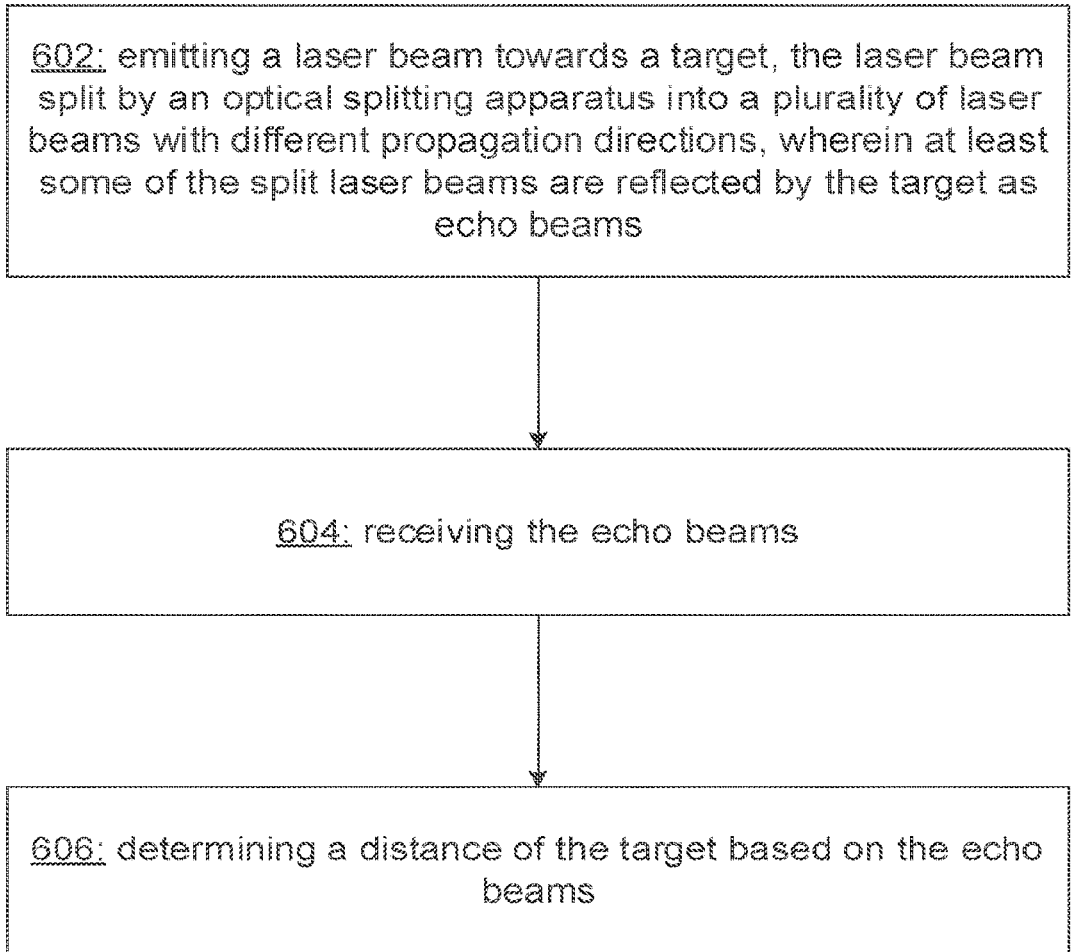 602: emitting a laser beam towards a target, the laser beam
split by an optical splitting apparatus into a plurality of laser
beams with different propagation directions, wherein at least
some of the split laser beams are reflected by the target as
echo beams
604: receiving the echo beams
606: determining a distance of the target based on the echo
beams